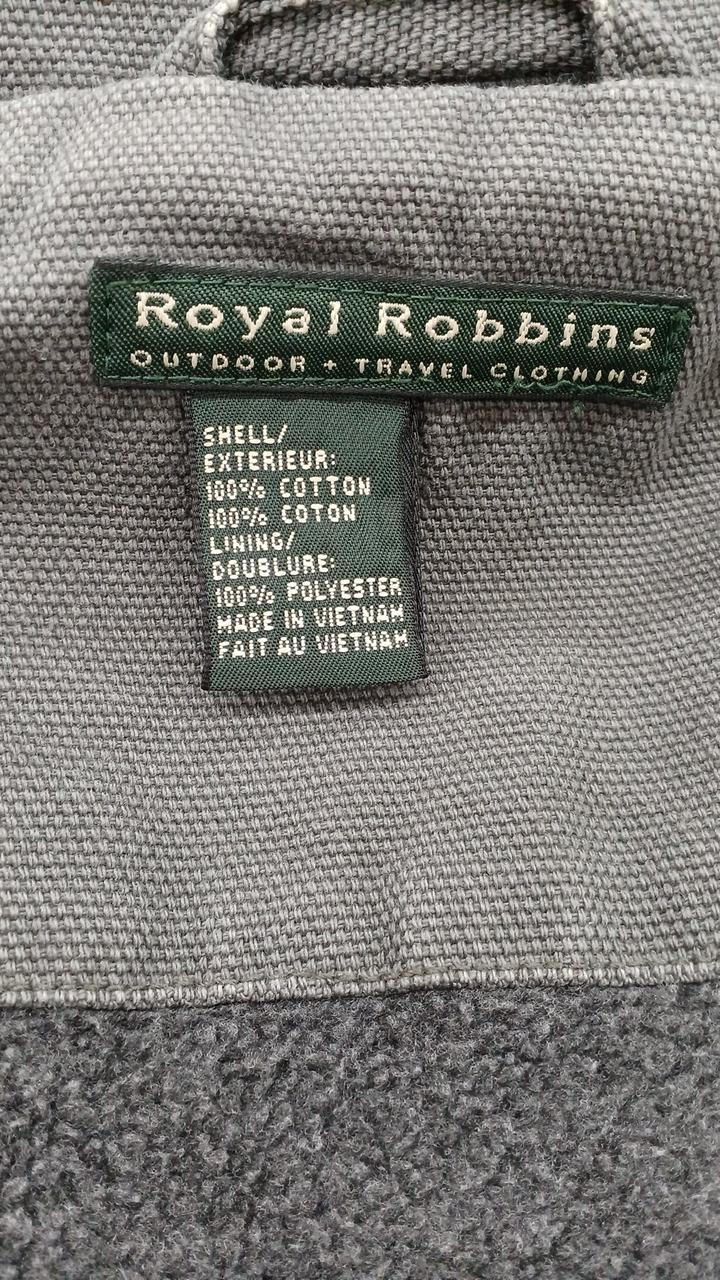 Royal Robbins
OUTDOOR + TRAVEL CLOTHING
SHELL/
EXTERIEUR:
100% COTTON
100% COTON
LINING/
DOUBLURE:
100% POLYESTER
MADE IN VIETNAM
FAIT AU VIETNAM